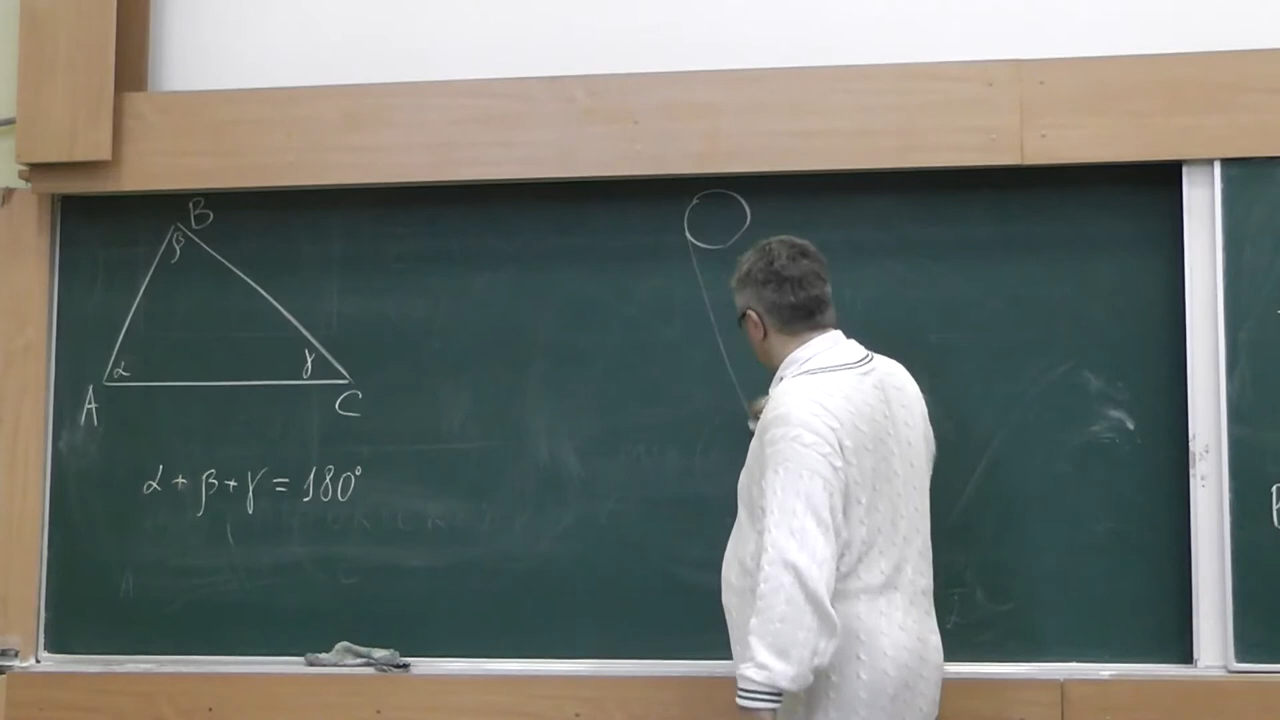 B
β
α γ
A C
α + β + γ = 180°